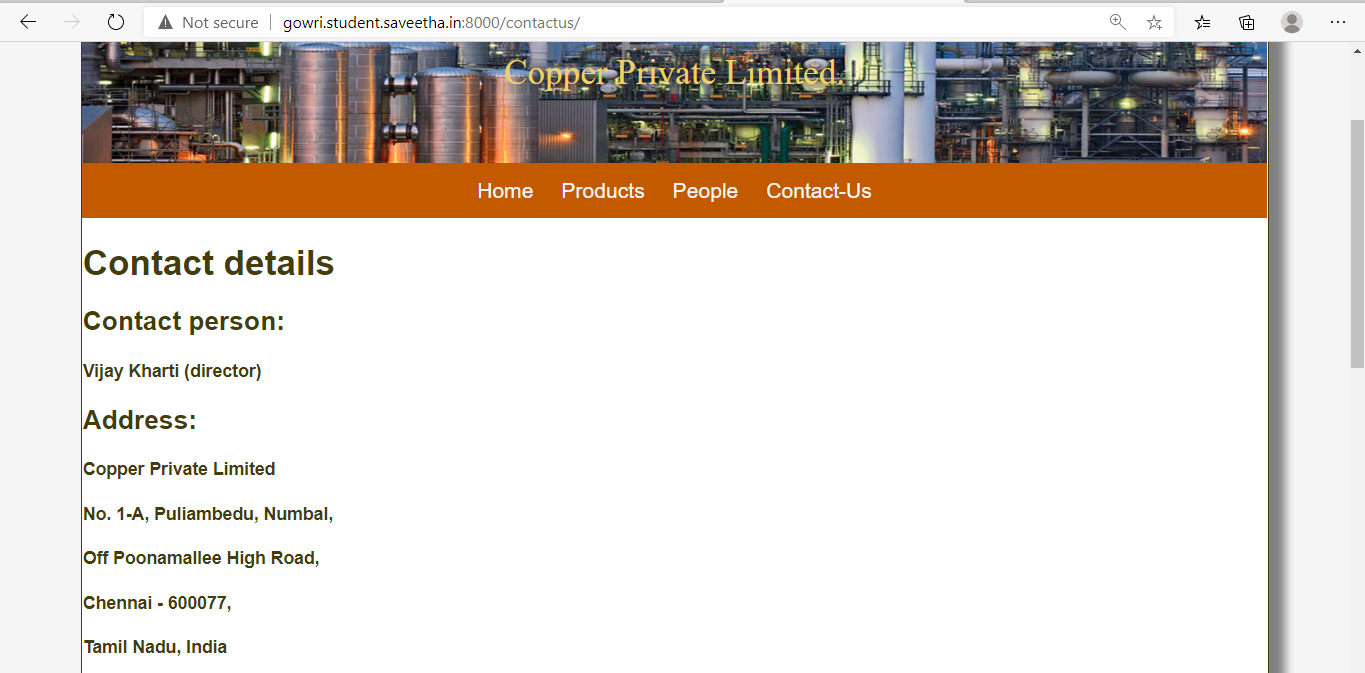 Not secure
gowri.student.saveetha.in:8000/contactus/
Copper Private Limited.
Home Products People Contact-Us
Contact details
Contact person:
Vijay Kharti (director)
Address:
Copper Private Limited
No. 1-A, Puliambedu, Numbal,
Off Poonamallee High Road,
Chennai - 600077,
Tamil Nadu, India